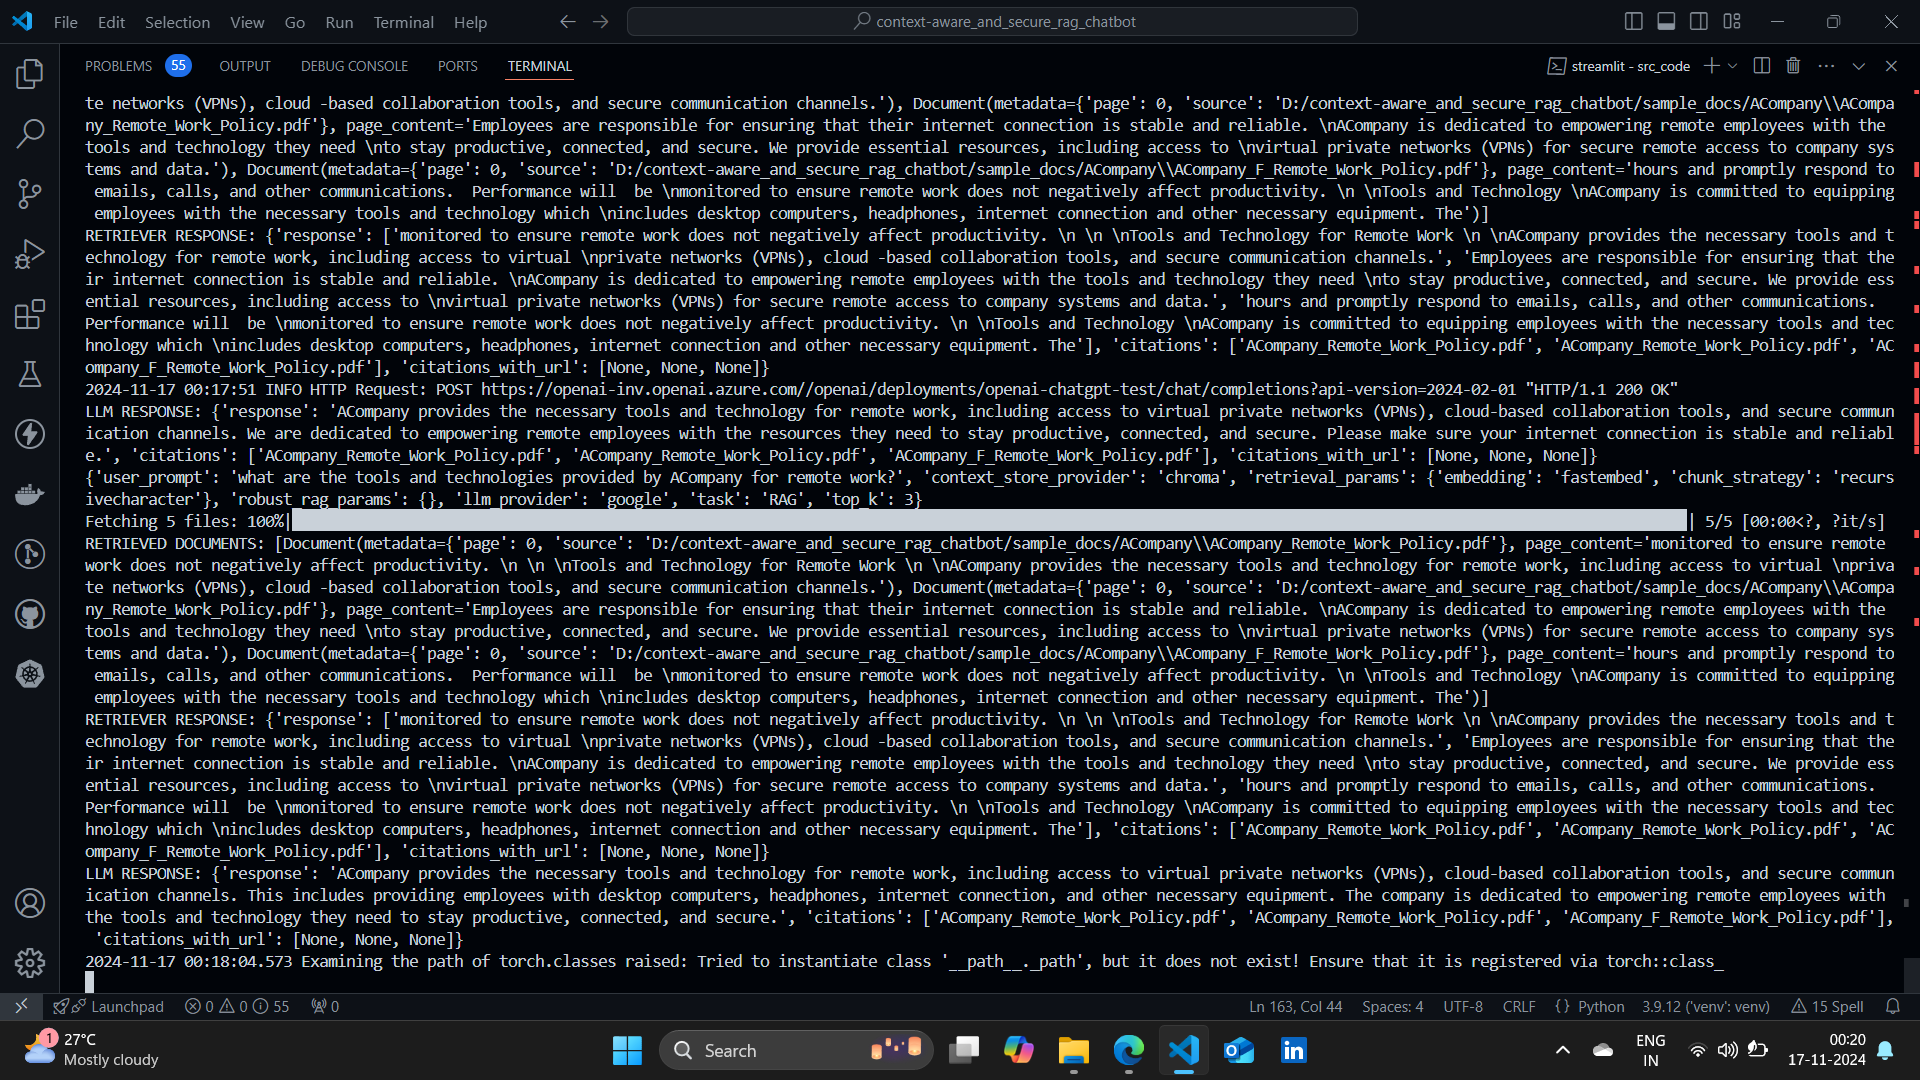 File Edit Selection View Go Run Terminal Help
context-aware_and_secure_rag_chatbot
PROBLEMS 55 OUTPUT DEBUG CONSOLE PORTS TERMINAL
streamlit - src_code
te networks (VPNs), cloud -based collaboration tools, and secure communication channels.'), Document(metadata={'page': 0, 'source': 'D:/context-aware_and_secure_rag_chatbot/sample_docs/ACompany\\ACompa
ny_Remote_Work_Policy.pdf'}, page_content='Employees are responsible for ensuring that their internet connection is stable and reliable. \nACompany is dedicated to empowering remote employees with the
tools and technology they need \nto stay productive, connected, and secure. We provide essential resources, including access to \nvirtual private networks (VPNs) for secure remote access to company sys
tems and data.'), Document(metadata={'page': 0, 'source': 'D:/context-aware_and_secure_rag_chatbot/sample_docs/ACompany\\ACompany_F_Remote_Work_Policy.pdf'}, page_content='hours and promptly respond to
emails, calls, and other communications.  Performance will  be \nmonitored to ensure remote work does not negatively affect productivity. \n \nTools and Technology \nACompany is committed to equipping
employees with the necessary tools and technology which \nincludes desktop computers, headphones, internet connection and other necessary equipment. The')]
RETRIEVER RESPONSE: {'response': ['monitored to ensure remote work does not negatively affect productivity. \n \n \nTools and Technology for Remote Work \n \nACompany provides the necessary tools and t
echnology for remote work, including access to virtual \nprivate networks (VPNs), cloud -based collaboration tools, and secure communication channels.', 'Employees are responsible for ensuring that the
ir internet connection is stable and reliable. \nACompany is dedicated to empowering remote employees with the tools and technology they need \nto stay productive, connected, and secure. We provide ess
ential resources, including access to \nvirtual private networks (VPNs) for secure remote access to company systems and data.', 'hours and promptly respond to emails, calls, and other communications.
Performance will  be \nmonitored to ensure remote work does not negatively affect productivity. \n \nTools and Technology \nACompany is committed to equipping employees with the necessary tools and tec
hnology which \nincludes desktop computers, headphones, internet connection and other necessary equipment. The'], 'citations': ['ACompany_Remote_Work_Policy.pdf', 'ACompany_Remote_Work_Policy.pdf', 'AC
ompany_F_Remote_Work_Policy.pdf'], 'citations_with_url': [None, None, None]}
2024-11-17 00:17:51 INFO HTTP Request: POST https://openai-inv.openai.azure.com//openai/deployments/openai-chatgpt-test/chat/completions?api-version=2024-02-01 "HTTP/1.1 200 OK"
LLM RESPONSE: {'response': 'ACompany provides the necessary tools and technology for remote work, including access to virtual private networks (VPNs), cloud-based collaboration tools, and secure commun
ication channels. We are dedicated to empowering remote employees with the resources they need to stay productive, connected, and secure. Please make sure your internet connection is stable and reliabl
e.', 'citations': ['ACompany_Remote_Work_Policy.pdf', 'ACompany_Remote_Work_Policy.pdf', 'ACompany_F_Remote_Work_Policy.pdf'], 'citations_with_url': [None, None, None]}
{'user_prompt': 'what are the tools and technologies provided by ACompany for remote work?', 'context_store_provider': 'chroma', 'retrieval_params': {'embedding': 'fastembed', 'chunk_strategy': 'recurs
ivecharacter'}, 'robust_rag_params': {}, 'llm_provider': 'google', 'task': 'RAG', 'top_k': 3}
Fetching 5 files: 100%| | 5/5 [00:00<?, ?it/s]
RETRIEVED DOCUMENTS: [Document(metadata={'page': 0, 'source': 'D:/context-aware_and_secure_rag_chatbot/sample_docs/ACompany\\ACompany_Remote_Work_Policy.pdf'}, page_content='monitored to ensure remote
work does not negatively affect productivity. \n \n \nTools and Technology for Remote Work \n \nACompany provides the necessary tools and technology for remote work, including access to virtual \npriva
te networks (VPNs), cloud -based collaboration tools, and secure communication channels.'), Document(metadata={'page': 0, 'source': 'D:/context-aware_and_secure_rag_chatbot/sample_docs/ACompany\\ACompa
ny_Remote_Work_Policy.pdf'}, page_content='Employees are responsible for ensuring that their internet connection is stable and reliable. \nACompany is dedicated to empowering remote employees with the
tools and technology they need \nto stay productive, connected, and secure. We provide essential resources, including access to \nvirtual private networks (VPNs) for secure remote access to company sys
tems and data.'), Document(metadata={'page': 0, 'source': 'D:/context-aware_and_secure_rag_chatbot/sample_docs/ACompany\\ACompany_F_Remote_Work_Policy.pdf'}, page_content='hours and promptly respond to
emails, calls, and other communications.  Performance will  be \nmonitored to ensure remote work does not negatively affect productivity. \n \nTools and Technology \nACompany is committed to equipping
employees with the necessary tools and technology which \nincludes desktop computers, headphones, internet connection and other necessary equipment. The')]
RETRIEVER RESPONSE: {'response': ['monitored to ensure remote work does not negatively affect productivity. \n \n \nTools and Technology for Remote Work \n \nACompany provides the necessary tools and t
echnology for remote work, including access to virtual \nprivate networks (VPNs), cloud -based collaboration tools, and secure communication channels.', 'Employees are responsible for ensuring that the
ir internet connection is stable and reliable. \nACompany is dedicated to empowering remote employees with the tools and technology they need \nto stay productive, connected, and secure. We provide ess
ential resources, including access to \nvirtual private networks (VPNs) for secure remote access to company systems and data.', 'hours and promptly respond to emails, calls, and other communications.
Performance will  be \nmonitored to ensure remote work does not negatively affect productivity. \n \nTools and Technology \nACompany is committed to equipping employees with the necessary tools and tec
hnology which \nincludes desktop computers, headphones, internet connection and other necessary equipment. The'], 'citations': ['ACompany_Remote_Work_Policy.pdf', 'ACompany_Remote_Work_Policy.pdf', 'AC
ompany_F_Remote_Work_Policy.pdf'], 'citations_with_url': [None, None, None]}
LLM RESPONSE: {'response': 'ACompany provides the necessary tools and technology for remote work, including access to virtual private networks (VPNs), cloud-based collaboration tools, and secure commun
ication channels. This includes providing employees with desktop computers, headphones, internet connection, and other necessary equipment. The company is dedicated to empowering remote employees with
the tools and technology they need to stay productive, connected, and secure.', 'citations': ['ACompany_Remote_Work_Policy.pdf', 'ACompany_Remote_Work_Policy.pdf', 'ACompany_F_Remote_Work_Policy.pdf'],
'citations_with_url': [None, None, None]}
2024-11-17 00:18:04.573 Examining the path of torch.classes raised: Tried to instantiate class '__path__._path', but it does not exist! Ensure that it is registered via torch::class_
Launchpad 0 0 55 0 Ln 163, Col 44 Spaces: 4 UTF-8 CRLF {} Python 3.9.12 ('venv': venv) 15 Spell
1 27°C
Mostly cloudy
Search
ENG
IN
00:20
17-11-2024